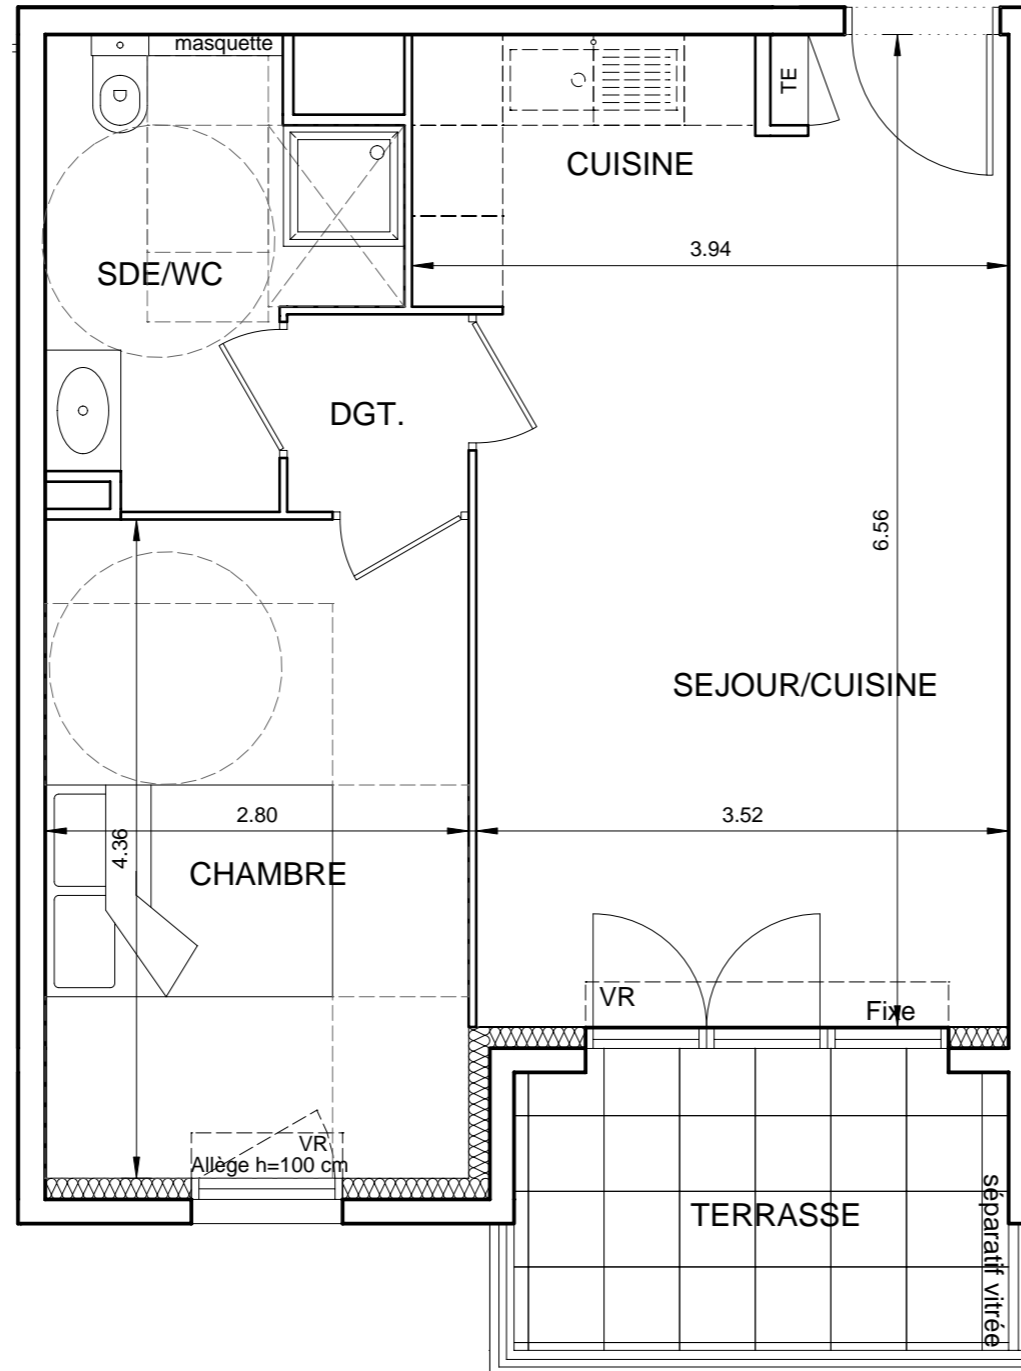 masquette
TE
CUISINE
3.94
SDE/WC
DGT.
6.56
SEJOUR/CUISINE
2.80
3.52
4.36
CHAMBRE
VR
Fixe
VR
Allège h=100 cm
TERRASSE
séparatif vitrée